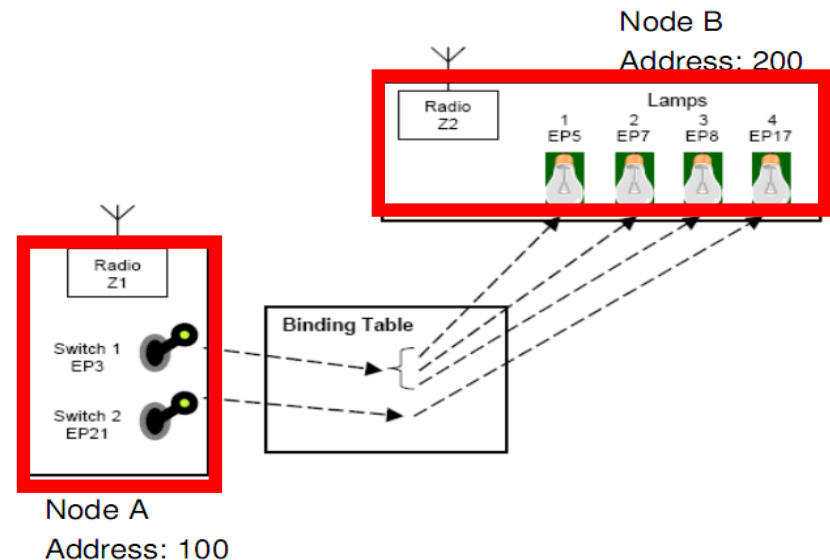 Node B
Address: 200
Radio
Z2
Lamps
1 2 3 4
EP5 EP7 EP8 EP17
Radio
Z1
Switch 1
EP3
Switch 2
EP21
Binding Table
Node A
Address: 100